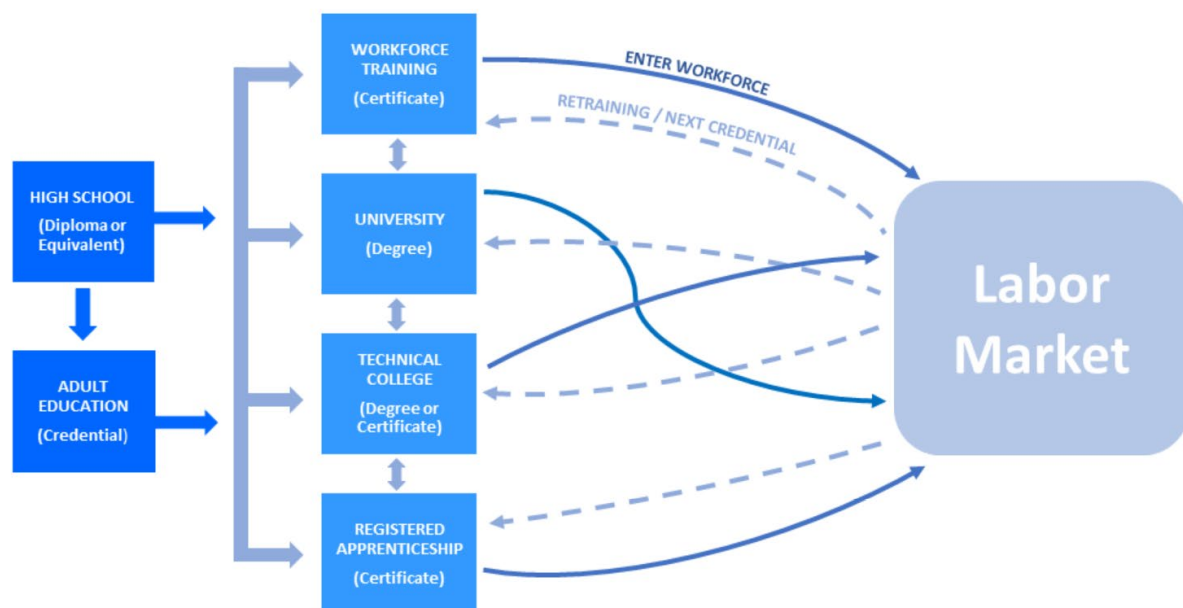 HIGH SCHOOL
(Diploma or
Equivalent)
ADULT
EDUCATION
(Credential)
WORKFORCE
TRAINING
(Certificate)
UNIVERSITY
(Degree)
TECHNICAL
COLLEGE
(Degree or
Certificate)
REGISTERED
APPRENTICESHIP
(Certificate)
ENTER WORKFORCE
RETRAINING / NEXT CREDENTIAL
Labor
Market